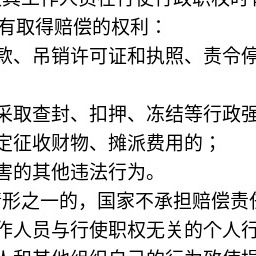 有取得赔偿的权利：
款、吊销许可证和执照、责令停
采取查封、扣押、冻结等行政强
定征收财物、摊派费用的；
害的其他违法行为。
形之一的，国家不承担赔偿责任
作人员与行使职权无关的个人行